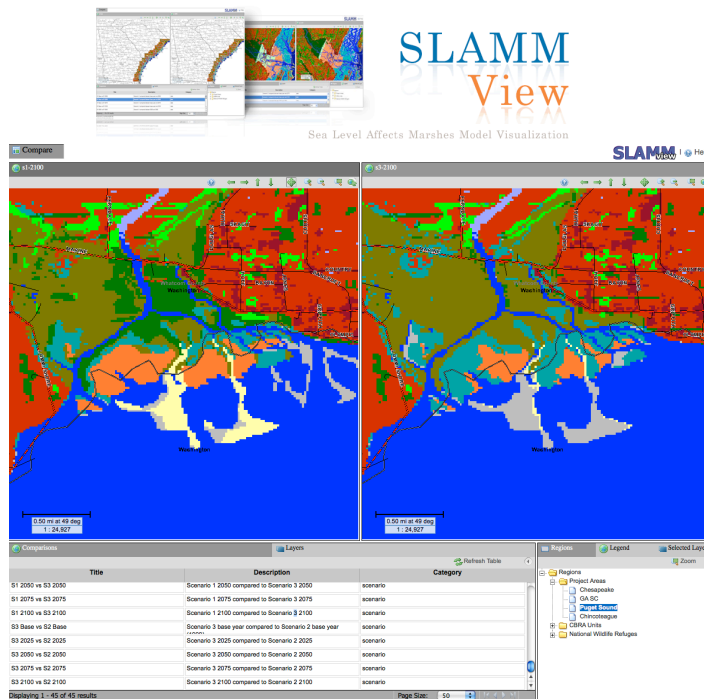 SLAMM
View
Sea Level Affects Marshes Model Visualization
Compare
SLAMM View | He
s1-2100
s3-2100
Washington
Washington
Washington
Washington
0.50 mi at 49 deg
1 : 24,927
0.50 mi at 49 deg
1 : 24,927
Comparisons
Layers
Refresh Table
Title Description Category
S1 2050 vs S3 2050 Scenario 1 2050 compared to Scenario 3 2050 scenario
S1 2075 vs S3 2075 Scenario 1 2075 compared to Scenario 3 2075 scenario
S1 2100 vs S3 2100 Scenario 1 2100 compared to Scenario 3 2100 scenario
S3 Base vs S2 Base Scenario 3 base year compared to Scenario 2 base year scenario
S3 2025 vs S2 2025 Scenario 3 2025 compared to Scenario 2 2025 scenario
S3 2050 vs S2 2050 Scenario 3 2050 compared to Scenario 2 2050 scenario
S3 2075 vs S2 2075 Scenario 3 2075 compared to Scenario 2 2075 scenario
S3 2100 vs S2 2100 Scenario 3 2100 compared to Scenario 2 2100 scenario
Displaying 1 - 45 of 45 results
Page Size: 50
Regions
Legend
Selected Laye
Zoom
Regions
Project Areas
Chesapeake
GA SC
Puget Sound
Chincoteague
CBRA Units
National Wildlife Refuges